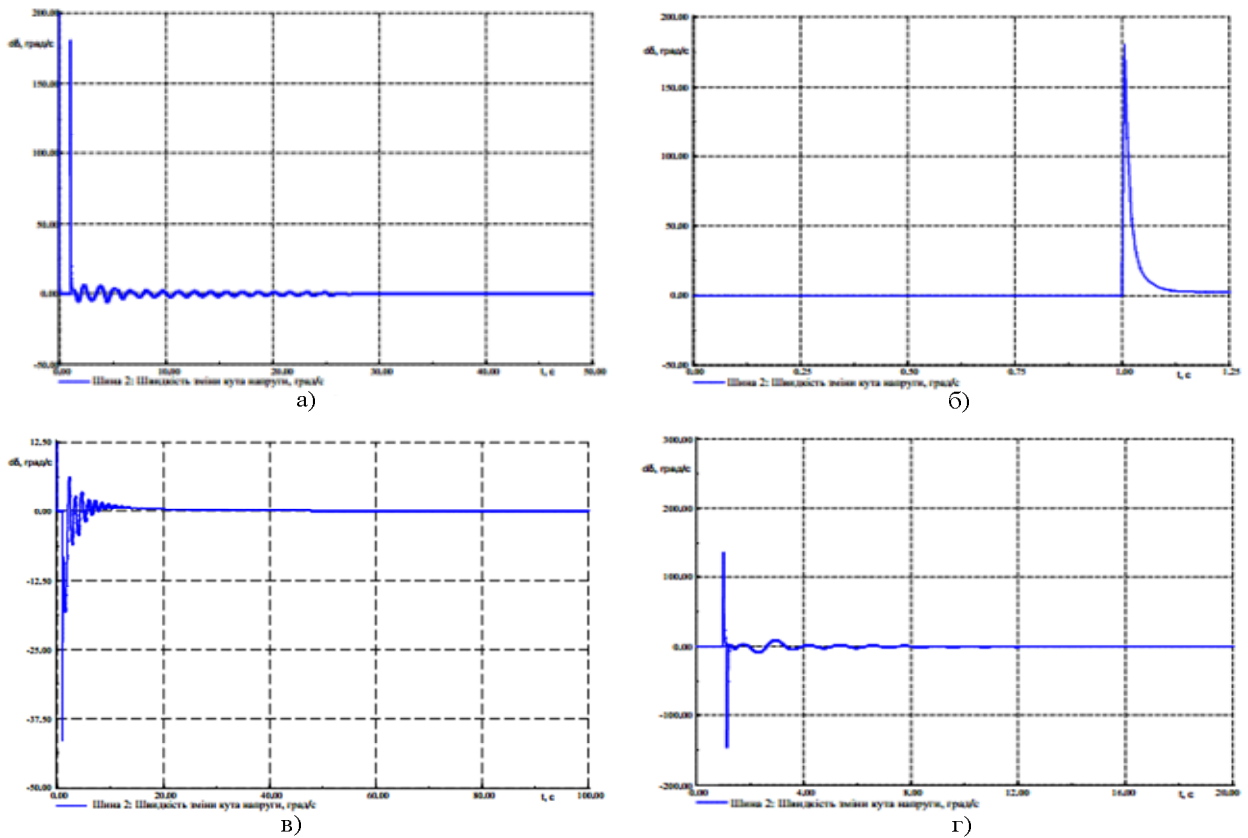 200.00
dδ, град/с
150.00
100.00
50.00
0.00
-50.00
0.00 10.00 20.00 30.00 40.00 t, с 50.00
Шина 2: Швидкість зміни кута напруги, град/с
а)
200.00
dδ, град/с
150.00
100.00
50.00
0.00
-50.00
0.00 0.25 0.50 0.75 1.00 t, с 1.25
Шина 2: Швидкість зміни кута напруги, град/с
б)
12.50
dδ, град/с
0.00
-12.50
-25.00
-37.50
-50.00
0.00 20.00 40.00 60.00 80.00 t, с 100.00
Шина 2: Швидкість зміни кута напруги, град/с
в)
300.00
dδ, град/с
200.00
100.00
0.00
-100.00
-200.00
0.00 4.00 8.00 12.00 16.00 t, с 20.00
Шина 2: Швидкість зміни кута напруги, град/с
г)